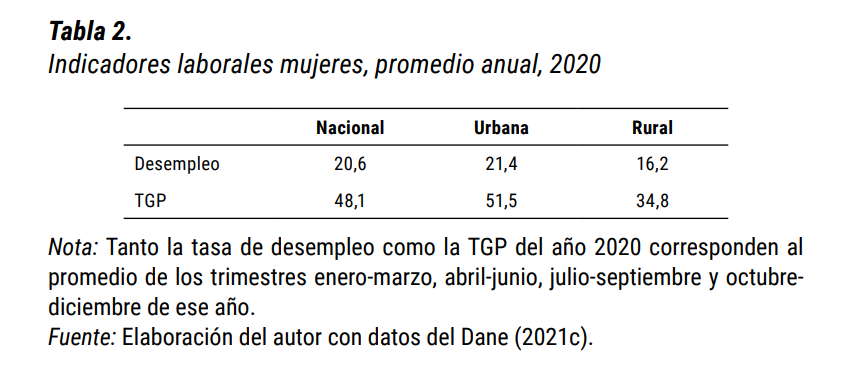 Tabla 2.
Indicadores laborales mujeres, promedio anual, 2020
Nacional Urbana Rural
Desempleo 20,6 21,4 16,2
TGP 48,1 51,5 34,8
Nota: Tanto la tasa de desempleo como la TGP del año 2020 corresponden al
promedio de los trimestres enero-marzo, abril-junio, julio-septiembre y octubre-
diciembre de ese año.
Fuente: Elaboración del autor con datos del Dane (2021c).